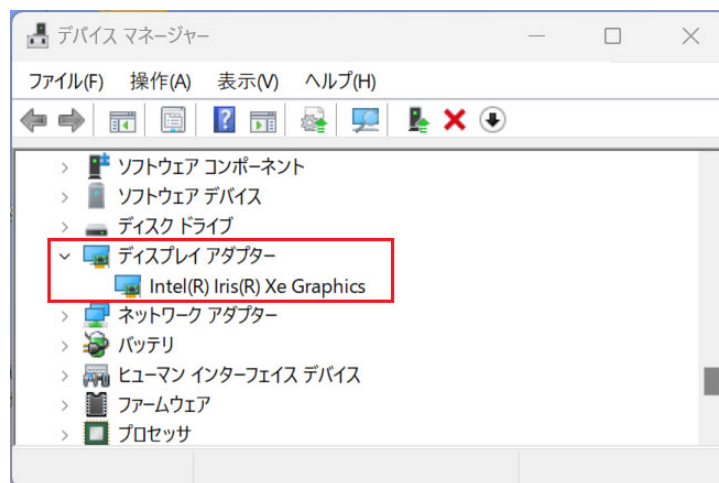 デバイス マネージャー
ファイル(F) 操作(A) 表示(V) ヘルプ(H)
ソフトウェア コンポーネント
ソフトウェア デバイス
ディスク ドライブ
ディスプレイ アダプター
Intel(R) Iris(R) Xe Graphics
ネットワーク アダプター
バッテリ
ヒューマン インターフェイス デバイス
ファームウェア
プロセッサ